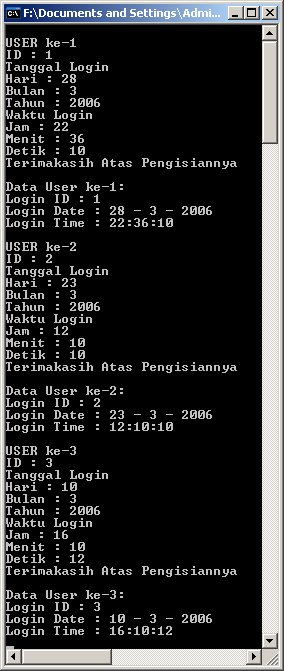 F:\Documents and Settings\Admi...
USER ke-1
ID : 1
Tanggal Login
Hari : 28
Bulan : 3
Tahun : 2006
Waktu Login
Jam : 22
Menit : 36
Detik : 10
Terimakasih Atas Pengisiannya
Data User ke-1:
Login ID : 1
Login Date : 28 - 3 - 2006
Login Time : 22:36:10
USER ke-2
ID : 2
Tanggal Login
Hari : 23
Bulan : 3
Tahun : 2006
Waktu Login
Jam : 12
Menit : 10
Detik : 10
Terimakasih Atas Pengisiannya
Data User ke-2:
Login ID : 2
Login Date : 23 - 3 - 2006
Login Time : 12:10:10
USER ke-3
ID : 3
Tanggal Login
Hari : 10
Bulan : 3
Tahun : 2006
Waktu Login
Jam : 16
Menit : 10
Detik : 12
Terimakasih Atas Pengisiannya
Data User ke-3:
Login ID : 3
Login Date : 10 - 3 - 2006
Login Time : 16:10:12